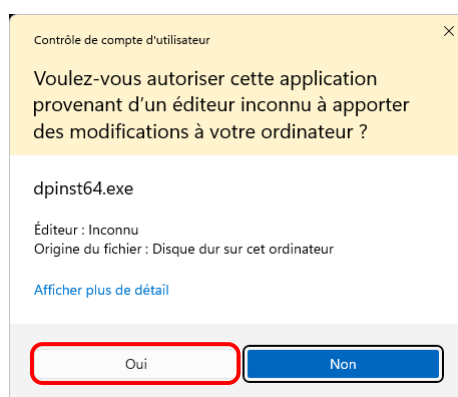 Contrôle de compte d'utilisateur
Voulez-vous autoriser cette application
provenant d’un éditeur inconnu à apporter
des modifications à votre ordinateur ?
dpinst64.exe
Éditeur : Inconnu
Origine du fichier : Disque dur sur cet ordinateur
Afficher plus de détail
Oui
Non